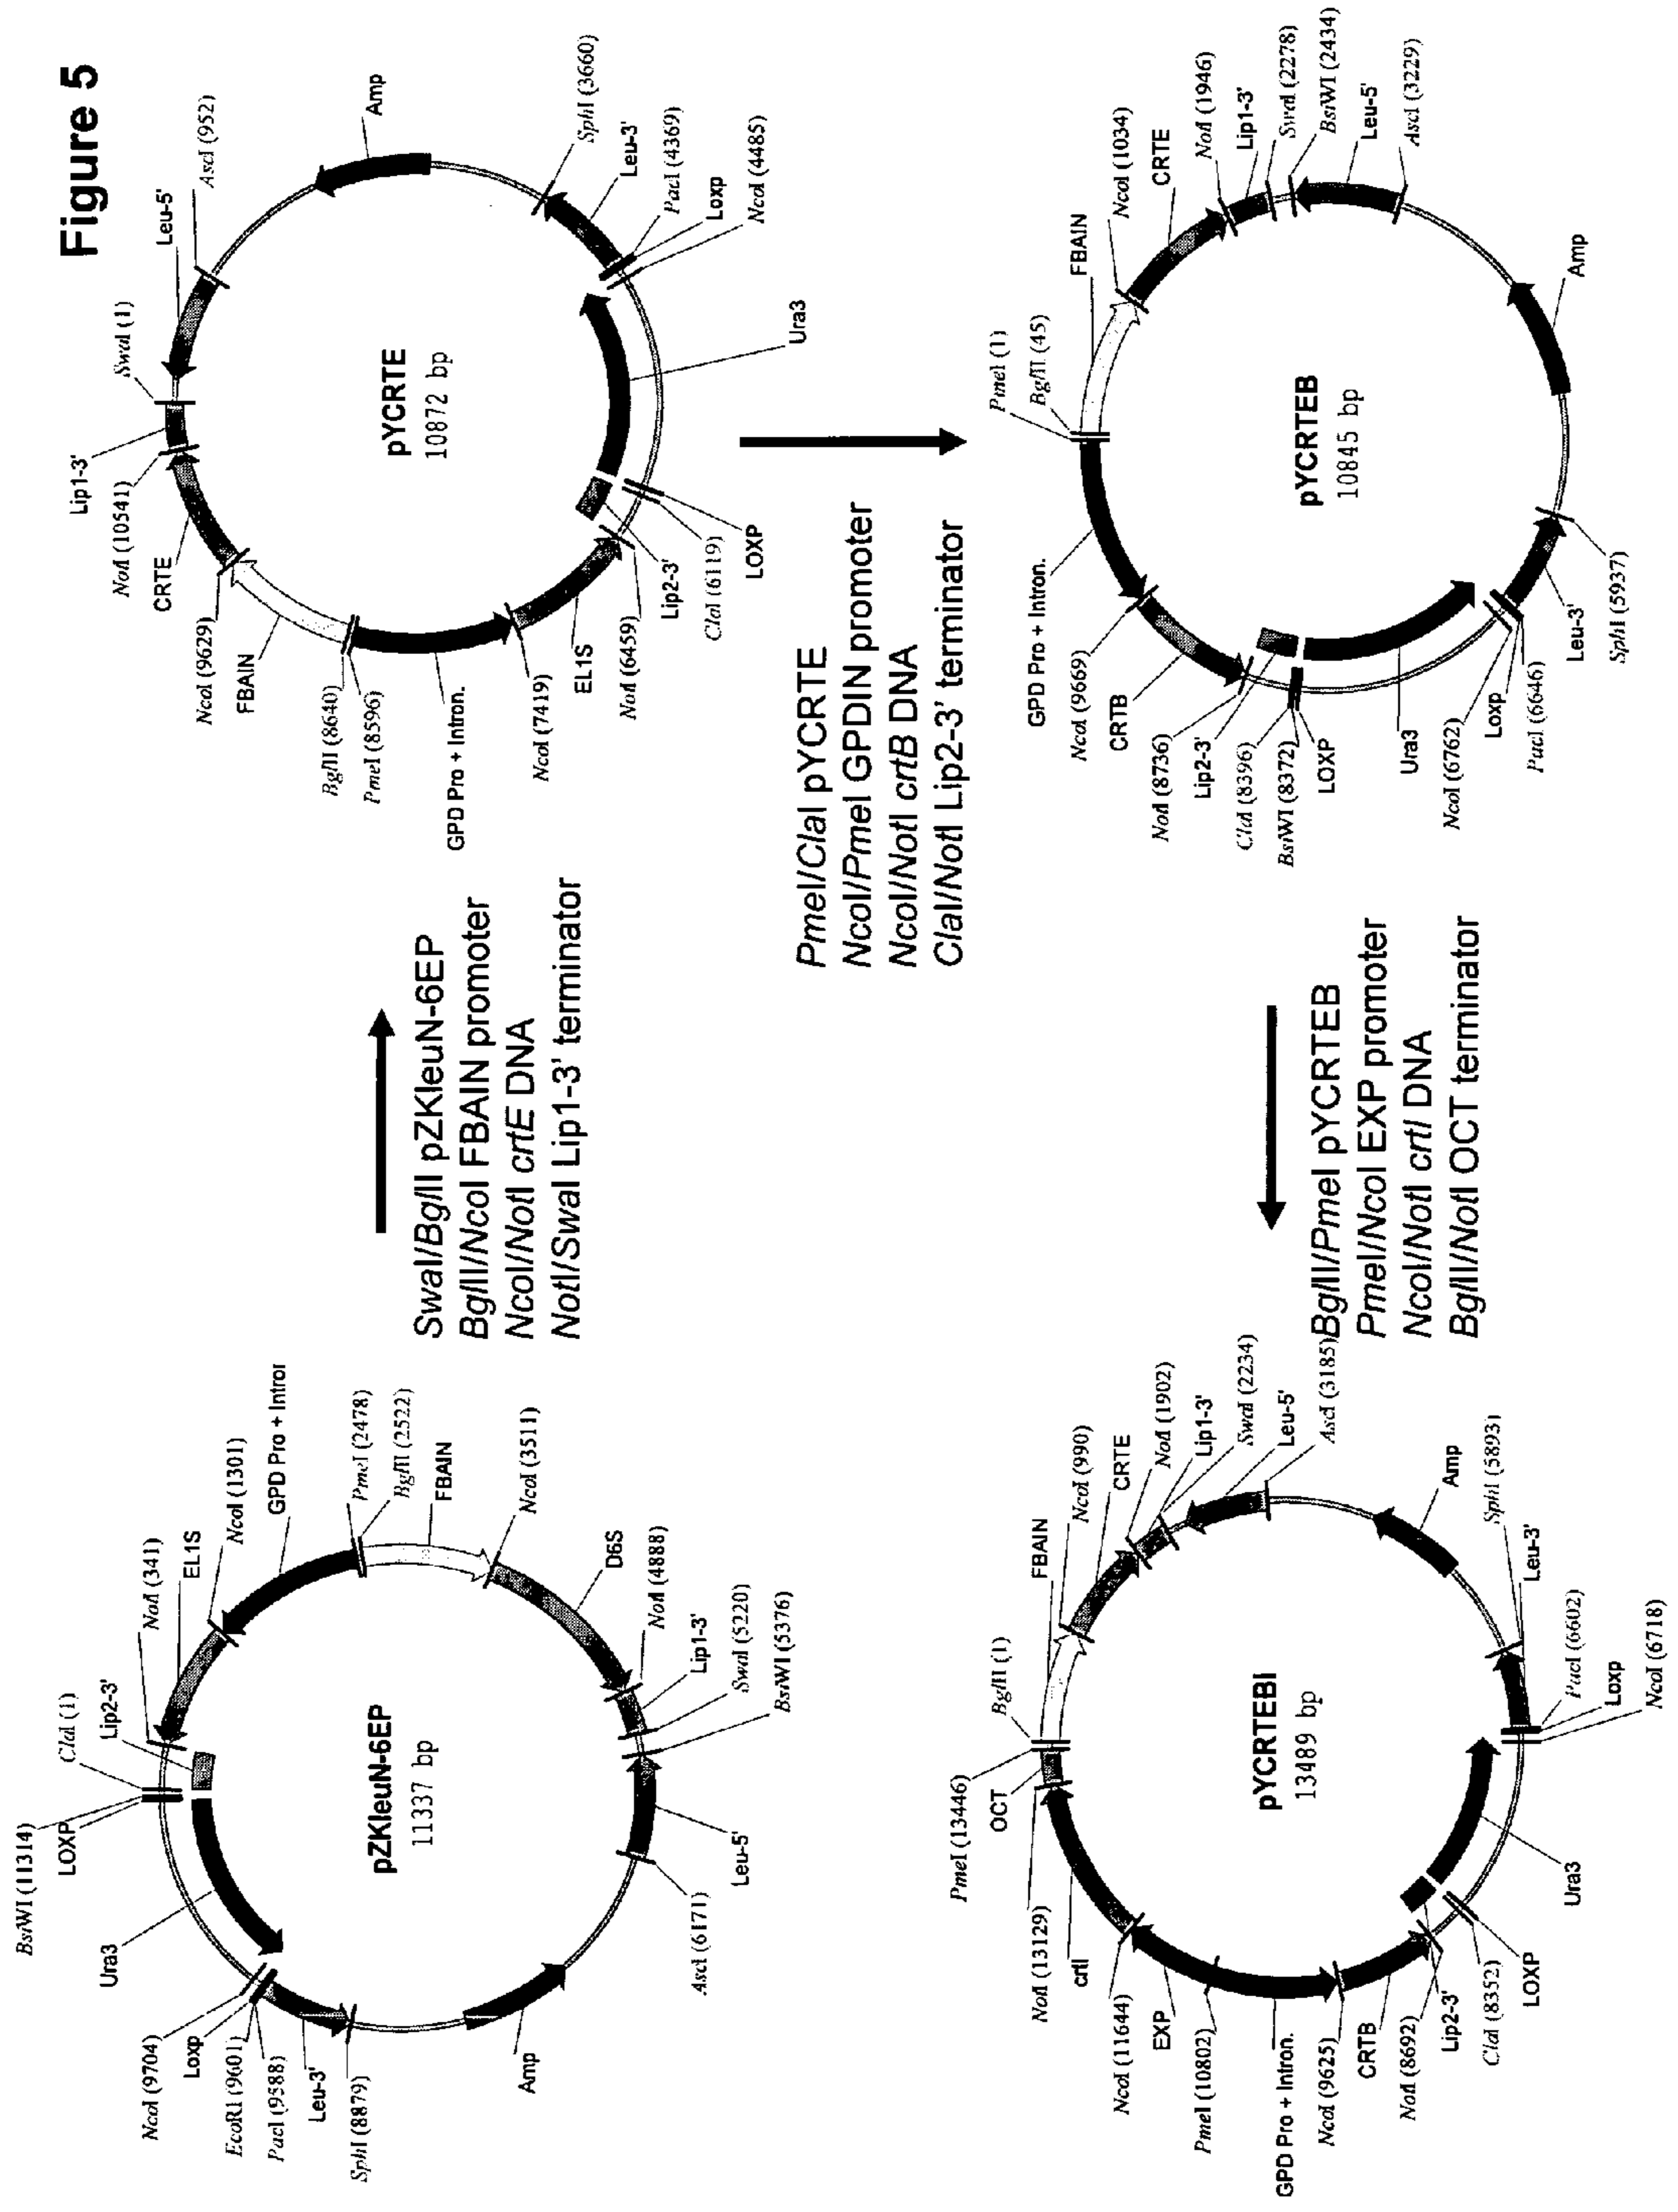 Figure 5
BsiWI (11314)
LOXP
ClaI (1)
Lip2-3'
NotI (341)
EL1S
NcoI (1301)
GPD Pro + Intror
PmeI (2478)
BglII (2522)
FBAIN
NcoI (3511)
D6S
NotI (4888)
Lip1-3'
SwaI (5220)
BsiWI (5376)
Leu-5'
AscI (6171)
Amp
SphI (8879)
Leu-3'
PacI (9588)
EcoR1 (9601)
Loxp
NcoI (9704)
Ura3
pZKleuN-6EP
11337 bp
SwaI/BglII pZKleuN-6EP
BglII/NcoI FBAIN promoter
NcoI/NotI crtE DNA
NotI/SwaI Lip1-3' terminator
Lip1-3'
SwaI (1)
Leu-5'
AscI (952)
Amp
SphI (3660)
Leu-3'
PacI (4369)
Loxp
NcoI (4485)
Ura3
LOXP
ClaI (6119)
Lip2-3'
NotI (6459)
EL1S
NcoI (7419)
GPD Pro + Intron.
PmeI (8596)
BglII (8640)
FBAIN
NcoI (9629)
CRTE
NotI (10541)
pYCRTE
10872 bp
PmeI/ClaI pYCRTE
NcoI/PmeI GPDIN promoter
NcoI/NotI crtB DNA
ClaI/NotI Lip2-3' terminator
PmeI (1)
BglII (45)
FBAIN
NcoI (1034)
CRTE
NotI (1946)
Lip1-3'
SwaI (2278)
BsiWI (2434)
Leu-5'
AscI (3229)
Amp
SphI (5937)
Leu-3'
PacI (6646)
Loxp
NcoI (6762)
Ura3
LOXP
BsiWI (8372)
ClaI (8396)
Lip2-3'
NotI (8736)
CRTB
NcoI (9669)
GPD Pro + Intron.
pYCRTEB
10845 bp
BglII/PmeI pYCRTEB
PmeI/NcoI EXP promoter
NcoI/NotI crtI DNA
BglII/NotI OCT terminator
PmeI (13446)
OCT
BglII (1)
FBAIN
NcoI (990)
CRTE
NotI (1902)
Lip1-3'
SwaI (2234)
Leu-5'
AscI (3185)
Amp
SphI (5893)
Leu-3'
PacI (6602)
Loxp
NcoI (6718)
Ura3
LOXP
ClaI (8352)
Lip2-3'
NotI (8692)
CRTB
NcoI (9625)
GPD Pro + Intron.
PmeI (10802)
EXP
NcoI (11644)
crtI
NotI (13129)
pYCRTEBI
13489 bp